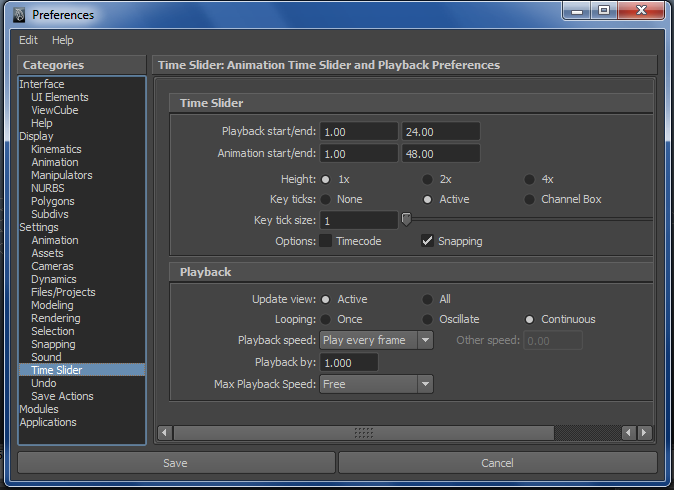 Preferences
Edit Help
Categories
Interface
UI Elements
ViewCube
Help
Display
Kinematics
Animation
Manipulators
NURBS
Polygons
Subdivs
Settings
Animation
Assets
Cameras
Dynamics
Files/Projects
Modeling
Rendering
Selection
Snapping
Sound
Time Slider
Undo
Save Actions
Modules
Applications
Time Slider: Animation Time Slider and Playback Preferences
Time Slider
Playback start/end: 1.00 24.00
Animation start/end: 1.00 48.00
Height: 1x 2x 4x
Key ticks: None Active Channel Box
Key tick size: 1
Options: Timecode Snapping
Playback
Update view: Active All
Looping: Once Oscillate Continuous
Playback speed: Play every frame Other speed: 0.00
Playback by: 1.000
Max Playback Speed: Free
Save Cancel